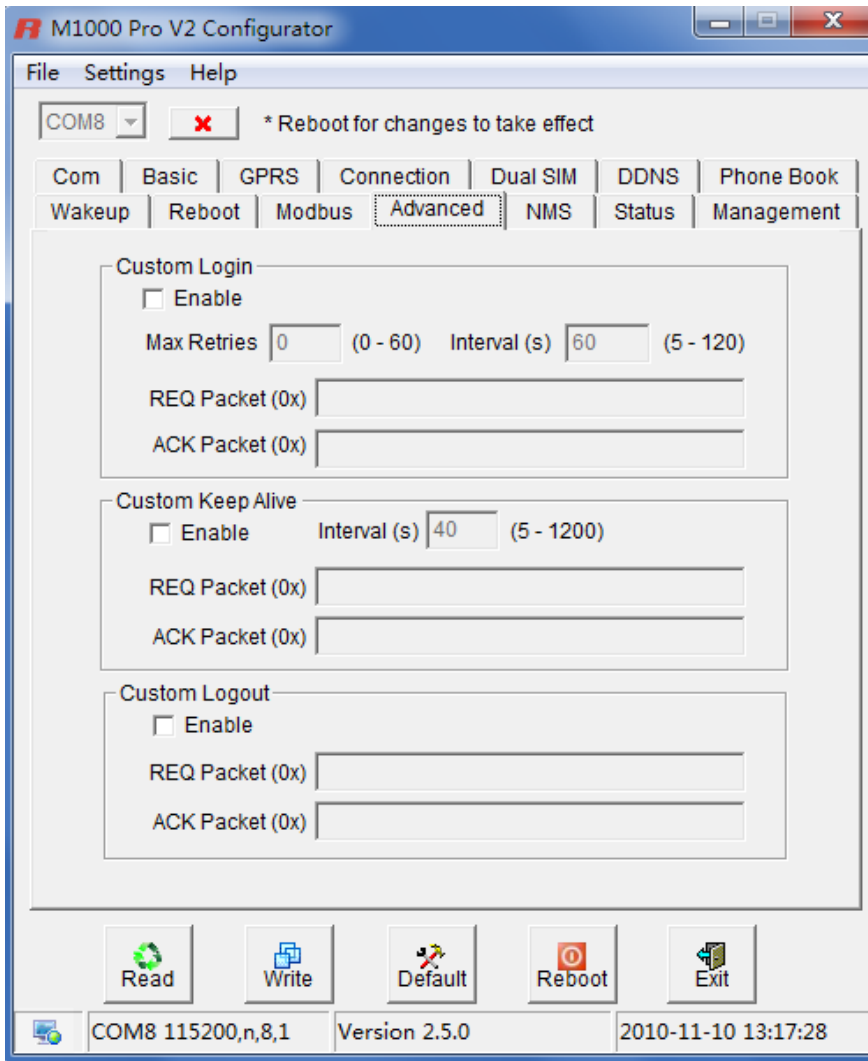 M1000 Pro V2 Configurator
File Settings Help
COM8 * Reboot for changes to take effect
Com Basic GPRS Connection Dual SIM DDNS Phone Book
Wakeup Reboot Modbus Advanced NMS Status Management
Custom Login
Enable
Max Retries 0 (0 - 60) Interval (s) 60 (5 - 120)
REQ Packet (0x)
ACK Packet (0x)
Custom Keep Alive
Enable Interval (s) 40 (5 - 1200)
REQ Packet (0x)
ACK Packet (0x)
Custom Logout
Enable
REQ Packet (0x)
ACK Packet (0x)
Read Write Default Reboot Exit
COM8 115200,n,8,1 Version 2.5.0 2010-11-10 13:17:28